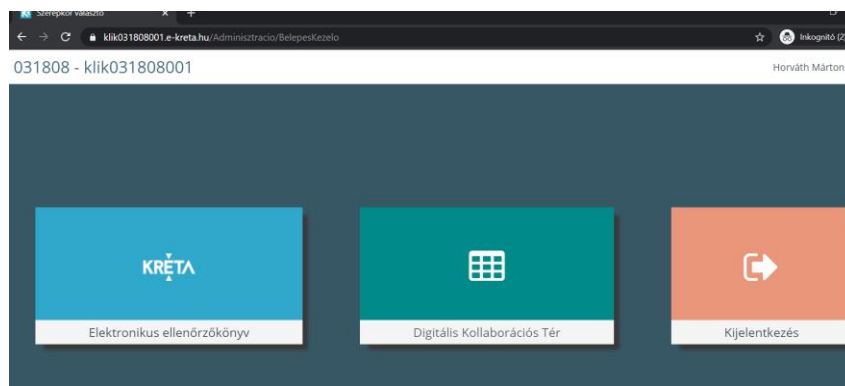 Szerepkör választó
klik031808001.e-kreta.hu/Adminisztracio/BelepesKezelo
Inkognitó (2)
031808 - klik031808001
Horváth Márton
KRÉTA
Elektronikus ellenőrzőkönyv
Digitális Kollaborációs Tér
Kijelentkezés